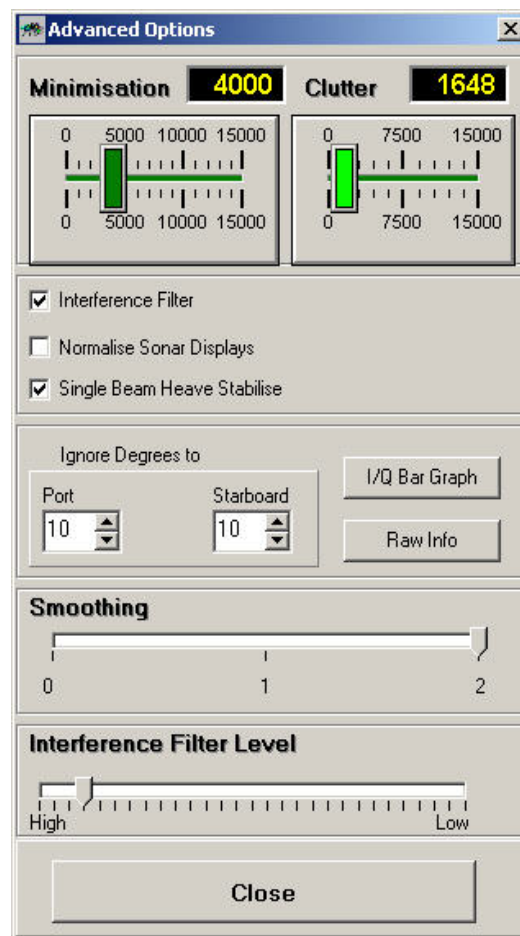 Advanced Options
Minimisation 4000 Clutter 1648
0 5000 10000 15000 0 7500 15000
0 5000 10000 15000 0 7500 15000
Interference Filter
Normalise Sonar Displays
Single Beam Heave Stabilise
Ignore Degrees to
I/Q Bar Graph
Port Starboard
10 10
Raw Info
Smoothing
0 1 2
Interference Filter Level
High Low
Close